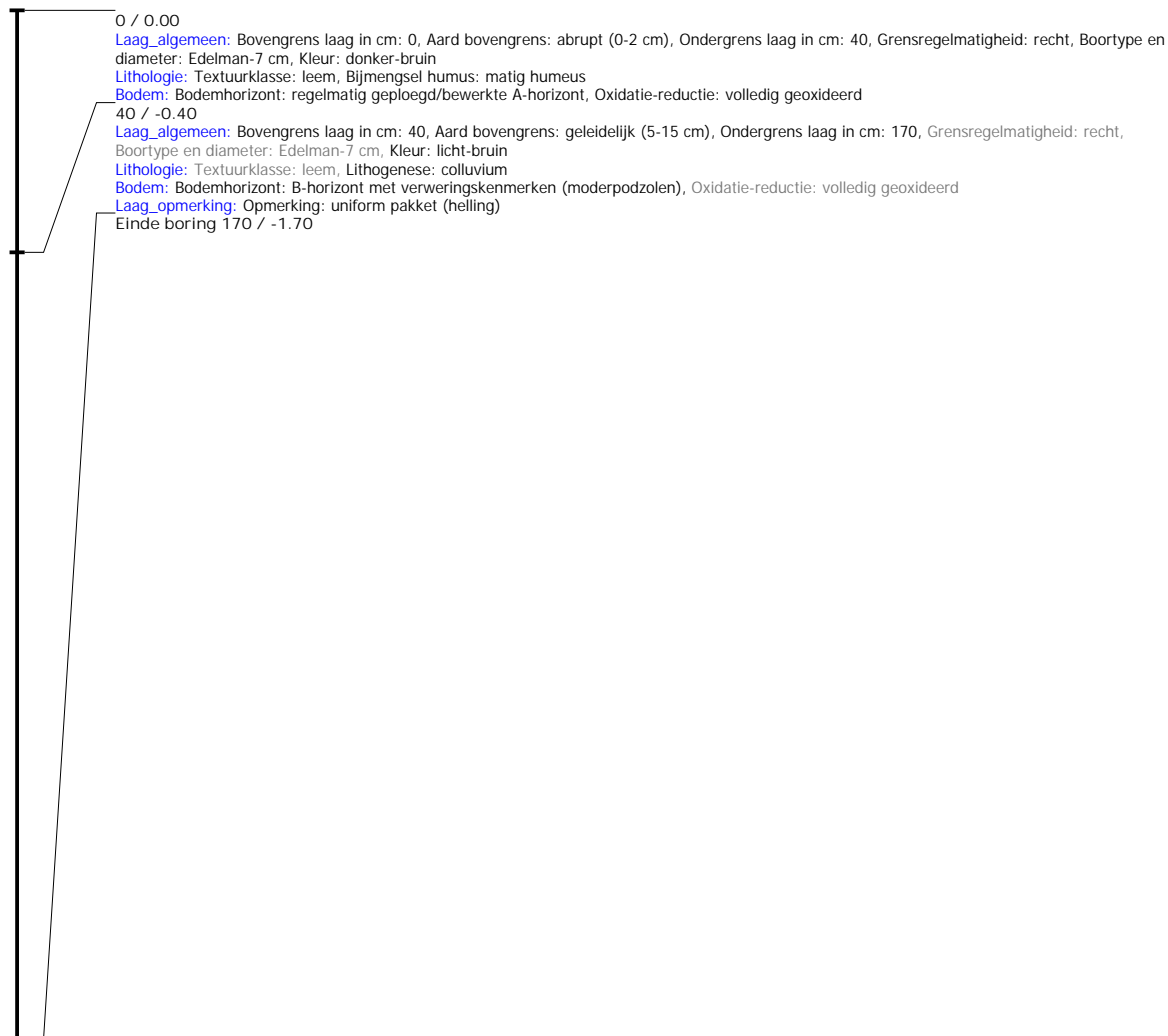 0 / 0.00
Laag_algemeen: Bovengrens laag in cm: 0, Aard bovengrens: abrupt (0-2 cm), Ondergrens laag in cm: 40, Grensregelmatigheid: recht, Boortype en
diameter: Edelman-7 cm, Kleur: donker-bruin
Lithologie: Textuurklasse: leem, Bijmengsel humus: matig humeus
Bodem: Bodemhorizont: regelmatig geploegd/bewerkte A-horizont, Oxidatie-reductie: volledig geoxideerd
40 / -0.40
Laag_algemeen: Bovengrens laag in cm: 40, Aard bovengrens: geleidelijk (5-15 cm), Ondergrens laag in cm: 170, Grensregelmatigheid: recht,
Boortype en diameter: Edelman-7 cm, Kleur: licht-bruin
Lithologie: Textuurklasse: leem, Lithogenese: colluvium
Bodem: Bodemhorizont: B-horizont met verweringskenmerken (moderpodzolen), Oxidatie-reductie: volledig geoxideerd
Laag_opmerking: Opmerking: uniform pakket (helling)
Einde boring 170 / -1.70